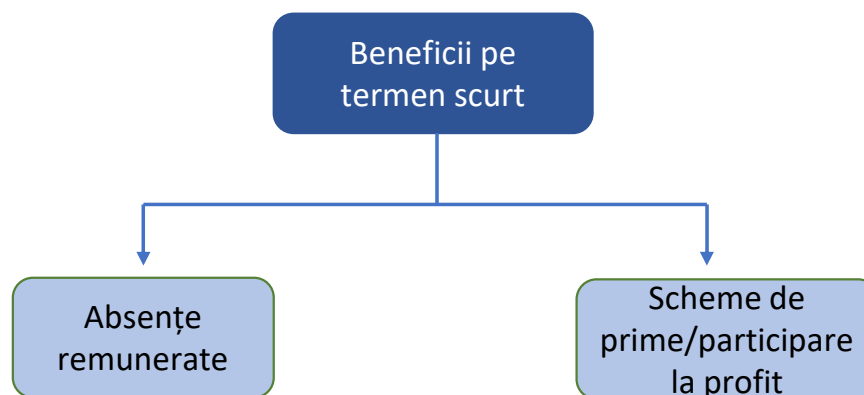 Beneficii pe
termen scurt
Absențe
remunerate
Scheme de
prime/participare
la profit